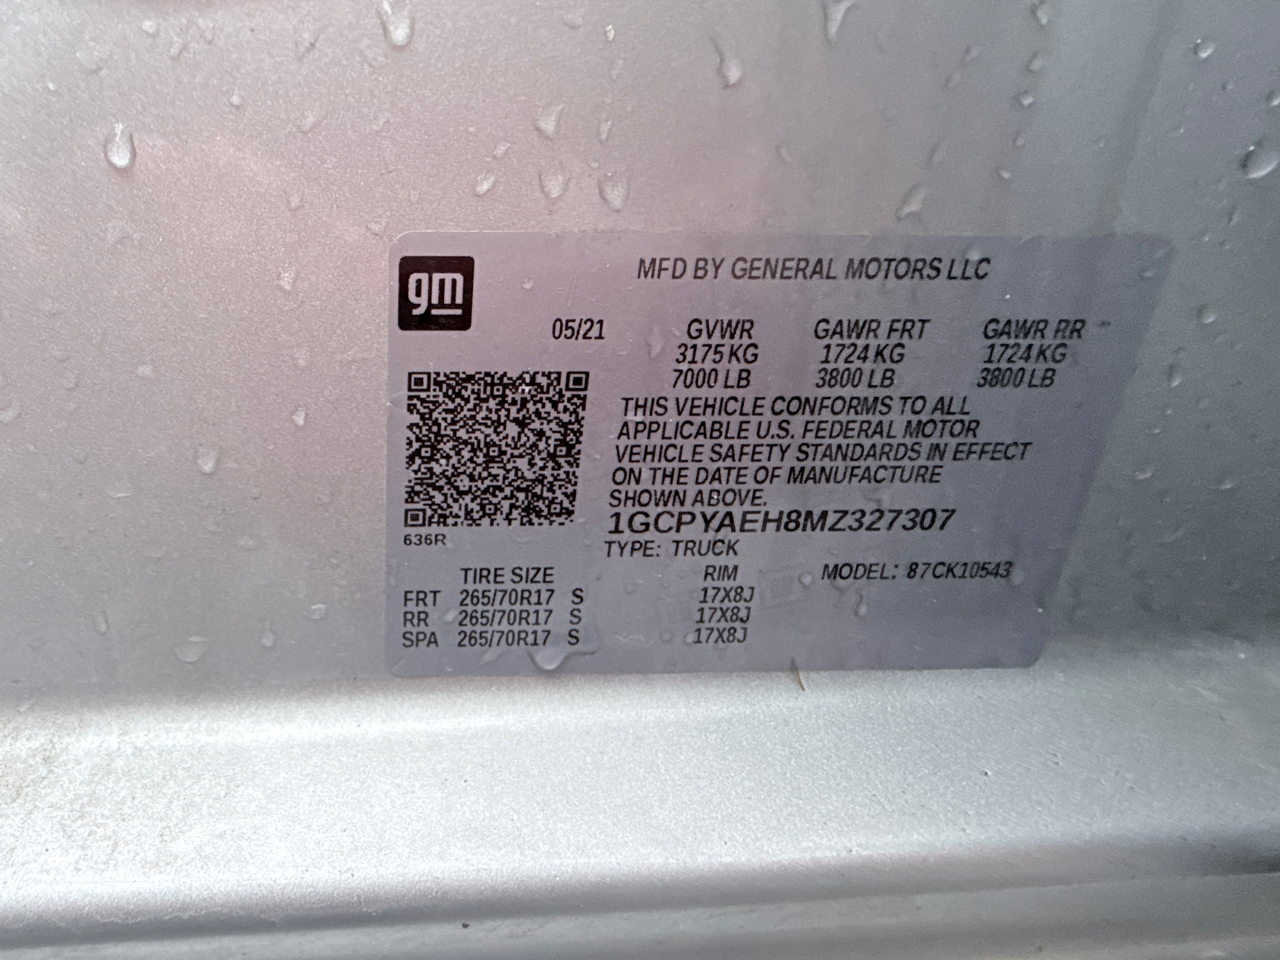 gm
MFD BY GENERAL MOTORS LLC
05/21 GVWR GAWR FRT GAWR RR
3175 KG 1724 KG 1724 KG
7000 LB 3800 LB 3800 LB
THIS VEHICLE CONFORMS TO ALL
APPLICABLE U.S. FEDERAL MOTOR
VEHICLE SAFETY STANDARDS IN EFFECT
ON THE DATE OF MANUFACTURE
SHOWN ABOVE.
1GCPYAEH8MZ327307
636R
TYPE: TRUCK
TIRE SIZE RIM MODEL: 87CK10543
FRT 265/70R17 S 17X8J
RR 265/70R17 S 17X8J
SPA 265/70R17 S 17X8J